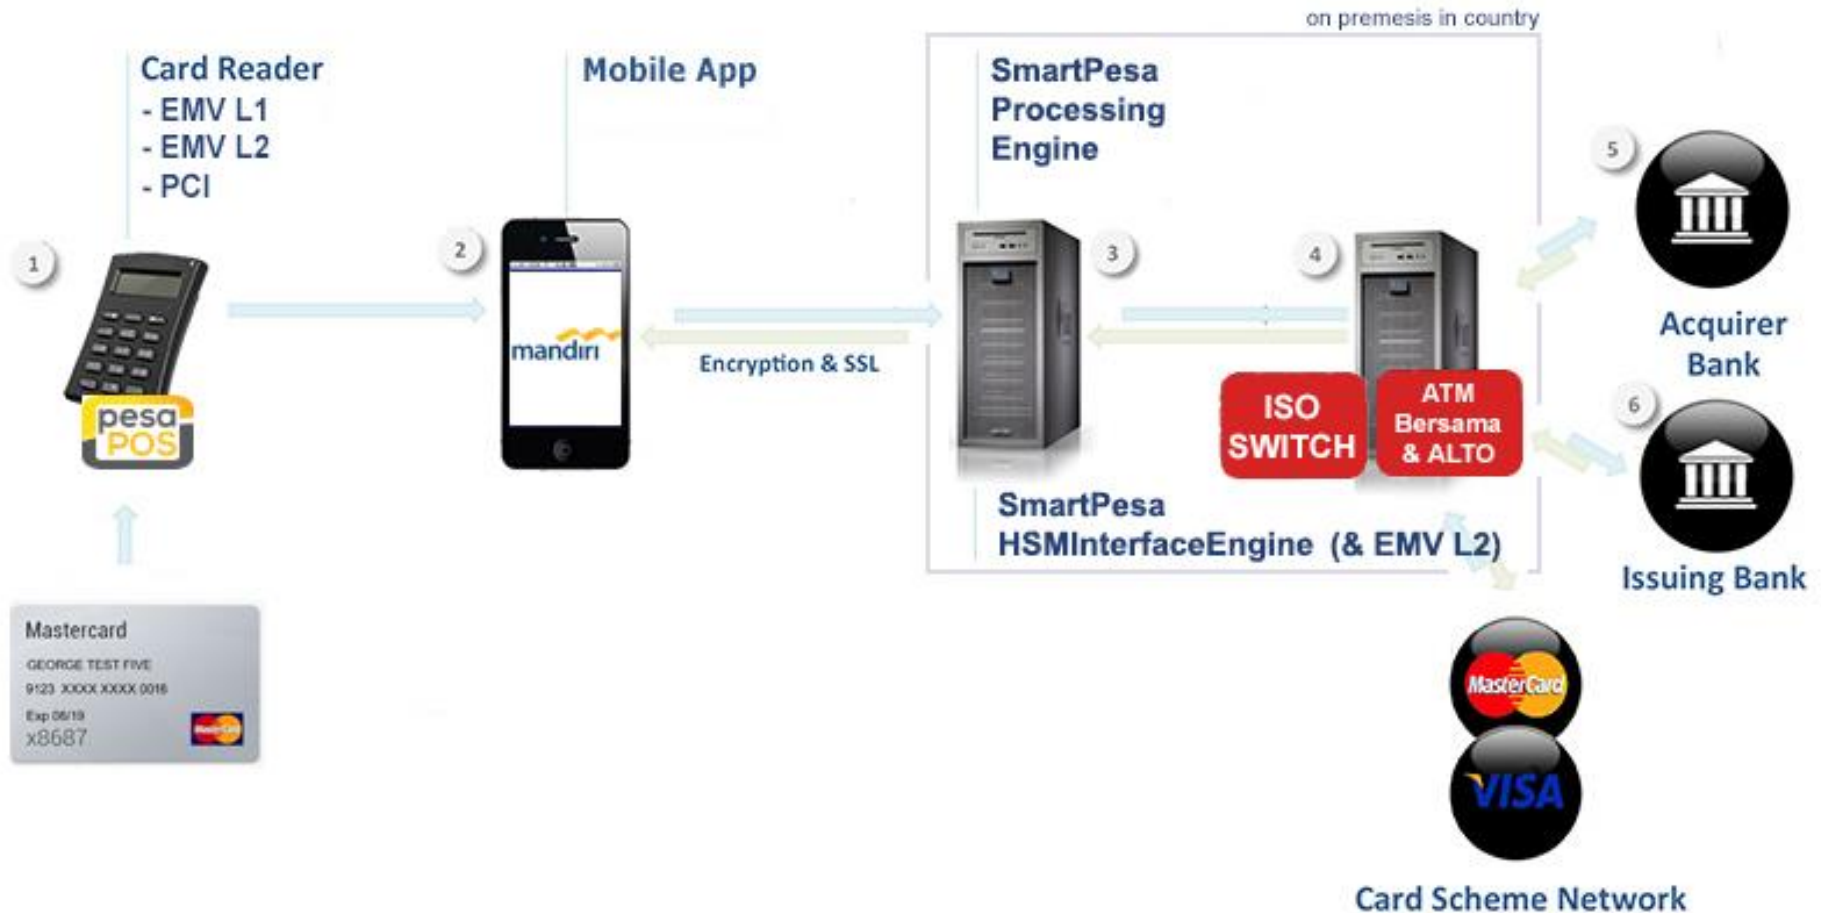 on premesis in country
Card Reader
- EMV L1
- EMV L2
- PCI
Mobile App
SmartPesa
Processing
Engine
1
2
3
4
5
6
mandiri
pesa
POS
Encryption & SSL
ISO
SWITCH
ATM
Bersama
& ALTO
Acquirer
Bank
SmartPesa
HSMInterfaceEngine (& EMV L2)
Issuing Bank
Mastercard
GEORGE TEST FIVE
9123 XXXX XXXX 0016
Exp 06/19
x8687
MasterCard
MasterCard
VISA
Card Scheme Network